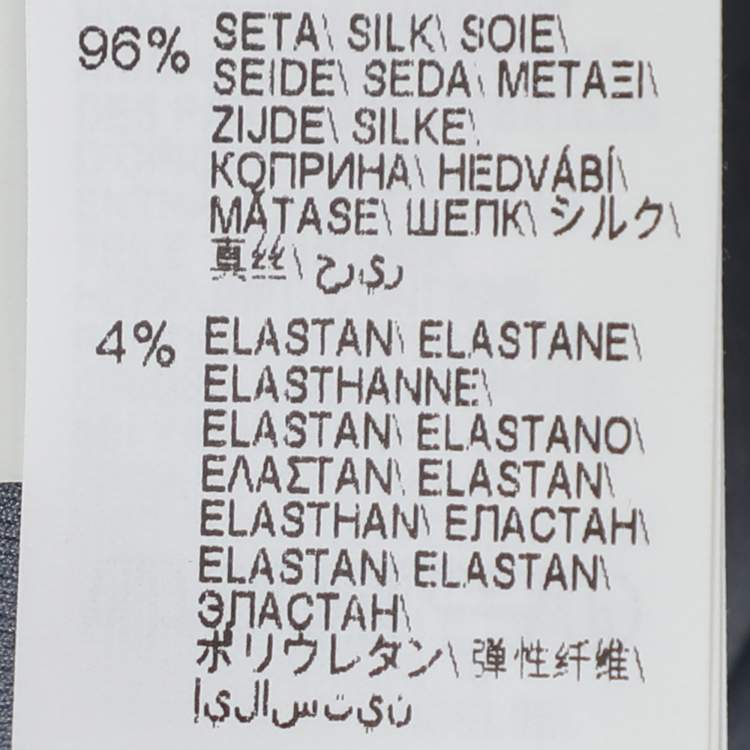 96% SETA\ SILK\ SOIE\
SEIDE\ SEDA\ ΜΕΤΑΞΙ\
ZIJDE\ SILKE\
КОПРИНА\ HEDVÁBÍ\
MĂTASE\ ШЕЛК\ シルク\
真丝\ حرير
4% ELASTAN\ ELASTANE\
ELASTHANNE\
ELASTAN\ ELASTANO\
ΕΛΑΣΤΑΝ\ ELASTAN\
ELASTHAN\ ЕЛАСТАН\
ELASTAN\ ELASTAN\
ЭЛАСТАН\
ポリウレタン\ 弹性纤维\
إيلاستين